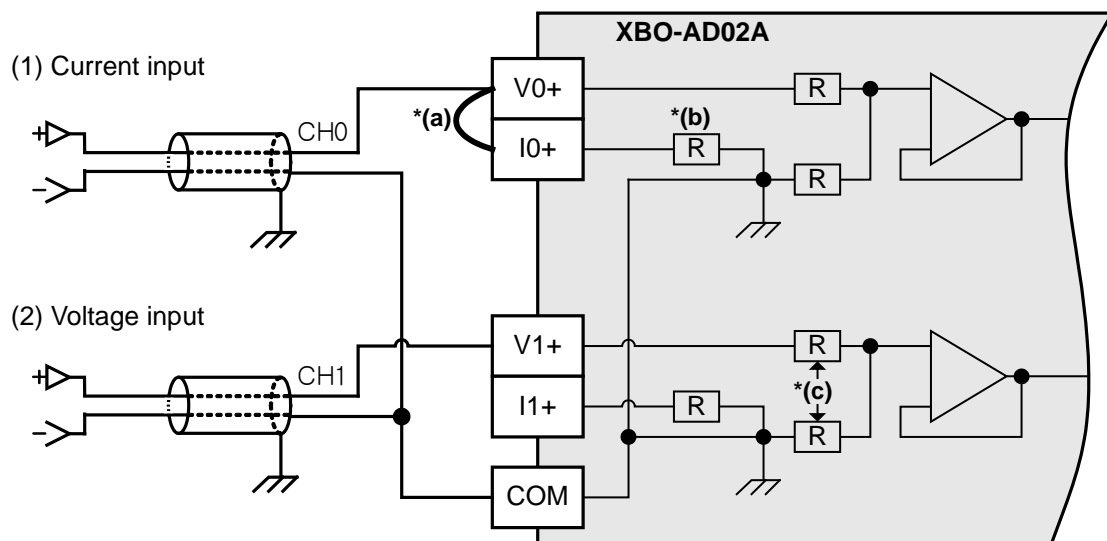 XBO-AD02A
(1) Current input
V0+
R
*(a)
CH0
*(b)
+
I0+
R
−
R
(2) Voltage input
V1+
R
CH1
+
*(c)
I1+
R
−
R
COM